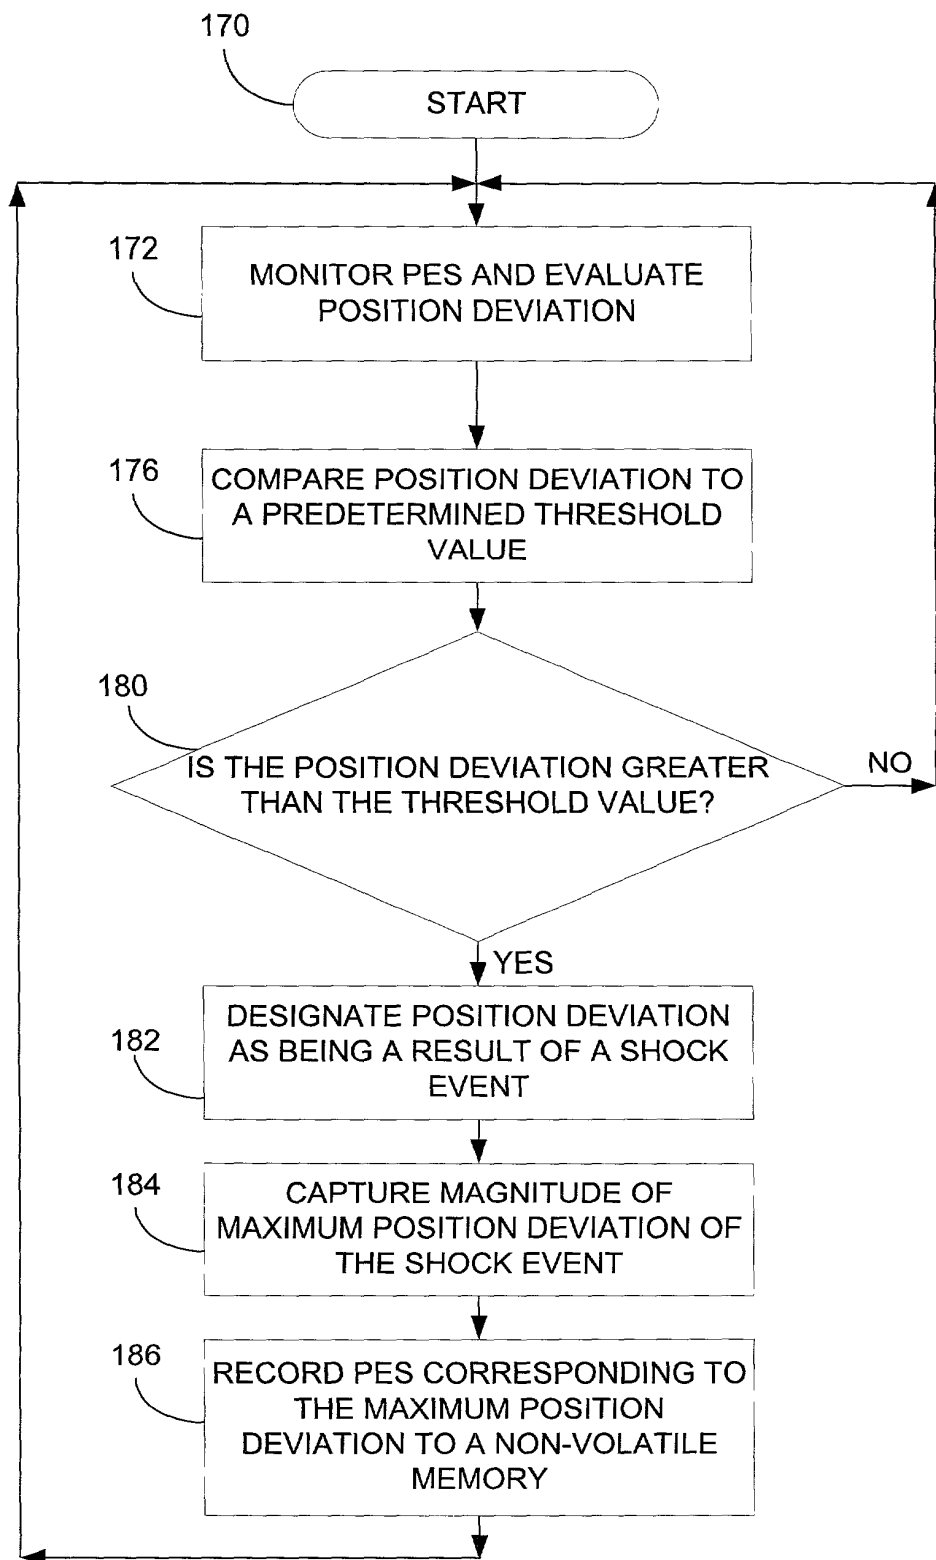 170
START
172
MONITOR PES AND EVALUATE
POSITION DEVIATION
176
COMPARE POSITION DEVIATION TO
A PREDETERMINED THRESHOLD
VALUE
180
IS THE POSITION DEVIATION GREATER
THAN THE THRESHOLD VALUE?
NO
YES
182
DESIGNATE POSITION DEVIATION
AS BEING A RESULT OF A SHOCK
EVENT
184
CAPTURE MAGNITUDE OF
MAXIMUM POSITION DEVIATION OF
THE SHOCK EVENT
186
RECORD PES CORRESPONDING TO
THE MAXIMUM POSITION
DEVIATION TO A NON-VOLATILE
MEMORY